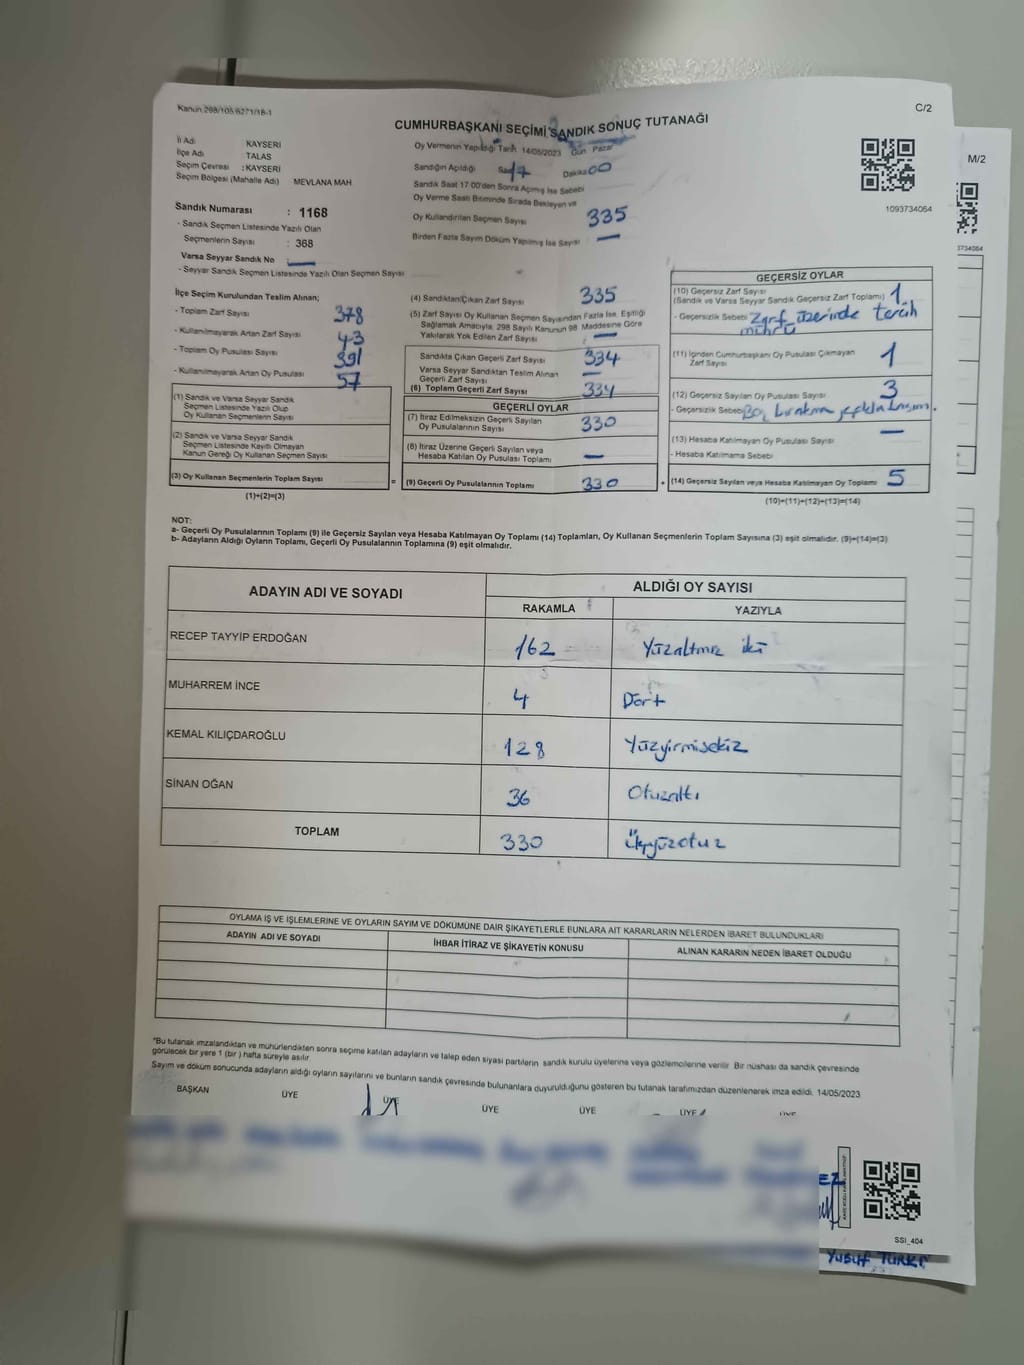 Kanun 298/105/6271/18-1
C/2
CUMHURBAŞKANI SEÇİMİ SANDIK SONUÇ TUTANAĞI
M/2
İl Adı KAYSERİ
İlçe Adı TALAS
Seçim Çevresi : KAYSERİ
Seçim Bölgesi (Mahalle Adı) MEVLANA MAH
Oy Vermenin Yapıldığı Tarih 14/05/2023 Gün Pazar
Sandığın Açıldığı Saat 17 Dakika 00
Sandık Saat 17.00'den Sonra Açılmış İse Sebebi
Oy Verme Saati Bitiminde Sırada Bekleyen
Oy Kullandırılan Seçmen Sayısı 335
Birden Fazla Sayım Döküm Yapılmış İse Sayısı —
1093734064
Sandık Numarası : 1168
- Sandık Seçmen Listesinde Yazılı Olan
Seçmenlerin Sayısı : 368
Varsa Seyyar Sandık No : —
- Seyyar Sandık Seçmen Listesinde Yazılı Olan Seçmen Sayısı
İlçe Seçim Kurulundan Teslim Alınan;
- Toplam Zarf Sayısı 378
- Kullanılmayarak Artan Zarf Sayısı 43
- Toplam Oy Pusulası Sayısı 391
- Kullanılmayarak Artan Oy Pusulası 57
(1) Sandık ve Varsa Seyyar Sandık
Seçmen Listesinde Yazılı Olup
Oy Kullanan Seçmenlerin Sayısı
(2) Sandık ve Varsa Seyyar Sandık
Seçmen Listesinde Kayıtlı Olmayan
Kanun Gereği Oy Kullanan Seçmen Sayısı
(3) Oy Kullanan Seçmenlerin Toplam Sayısı
(1)+(2)=(3)
(4) Sandıktan Çıkan Zarf Sayısı 335
(5) Zarf Sayısı Oy Kullanan Seçmen Sayısından Fazla İse, Eşitliği
Sağlamak Amacıyla, 298 Sayılı Kanunun 98. Maddesine Göre
Yakılarak Yok Edilen Zarf Sayısı —
Sandıkta Çıkan Geçerli Zarf Sayısı 334
Varsa Seyyar Sandıktan Teslim Alınan
Geçerli Zarf Sayısı —
(6) Toplam Geçerli Zarf Sayısı 334
GEÇERLİ OYLAR
(7) İtiraz Edilmeksizin Geçerli Sayılan
Oy Pusulalarının Sayısı 330
(8) İtiraz Üzerine Geçerli Sayılan veya
Hesaba Katılan Oy Pusulası Toplamı —
= (9) Geçerli Oy Pusulalarının Toplamı 330
GEÇERSİZ OYLAR
(10) Geçersiz Zarf Sayısı
(Sandık ve Varsa Seyyar Sandık Geçersiz Zarf Toplamı) 1
- Geçersizlik Sebebi Zarf üzerinde tercih
mührü
(11) İçinden Cumhurbaşkanı Oy Pusulası Çıkmayan
Zarf Sayısı 1
(12) Geçersiz Sayılan Oy Pusulası Sayısı 3
- Geçersizlik Sebebi Boş bırakma
(13) Hesaba Katılmayan Oy Pusulası Sayısı —
- Hesaba Katılmama Sebebi
+ (14) Geçersiz Sayılan veya Hesaba Katılmayan Oy Toplamı 5
(10)+(11)+(12)+(13)=(14)
NOT:
a- Geçerli Oy Pusulalarının Toplamı (9) ile Geçersiz Sayılan veya Hesaba Katılmayan Oy Toplamı (14) Toplamları, Oy Kullanan Seçmenlerin Toplam Sayısına (3) eşit olmalıdır. (9)+(14)=(3)
b- Adayların Aldığı Oyların Toplamı, Geçerli Oy Pusulalarının Toplamına (9) eşit olmalıdır.
ADAYIN ADI VE SOYADI
ALDIĞI OY SAYISI
RAKAMLA YAZIYLA
RECEP TAYYİP ERDOĞAN 162 Yüzaltmış iki
MUHARREM İNCE 4 Dört
KEMAL KILIÇDAROĞLU 128 Yüzyirmisekiz
SİNAN OĞAN 36 Otuzaltı
TOPLAM 330 Üçyüzotuz
OYLAMA İŞ VE İŞLEMLERİNE VE OYLARIN SAYIM VE DÖKÜMÜNE DAİR ŞİKAYETLERLE BUNLARA AİT KARARLARIN NELERDEN İBARET BULUNDUKLARI
ADAYIN ADI VE SOYADI İHBAR İTİRAZ VE ŞİKAYETİN KONUSU ALINAN KARARIN NEDEN İBARET OLDUĞU
*Bu tutanak imzalandıktan ve mühürlendikten sonra seçime katılan adayların ve talep eden siyasi partilerin sandık kurulu üyelerine veya gözlemcilerine verilir. Bir nüshası da sandık çevresinde
görülecek bir yere 1 (bir) hafta süreyle asılır.
Sayım ve döküm sonucunda adayların aldığı oyların sayılarını ve bunların sandık çevresinde bulunanlara duyurulduğunu gösteren bu tutanak tarafımızdan düzenlenerek imza edildi. 14/05/2023
BAŞKAN ÜYE ÜYE ÜYE ÜYE ÜYE ÜYE
SSI_404
Yusuf